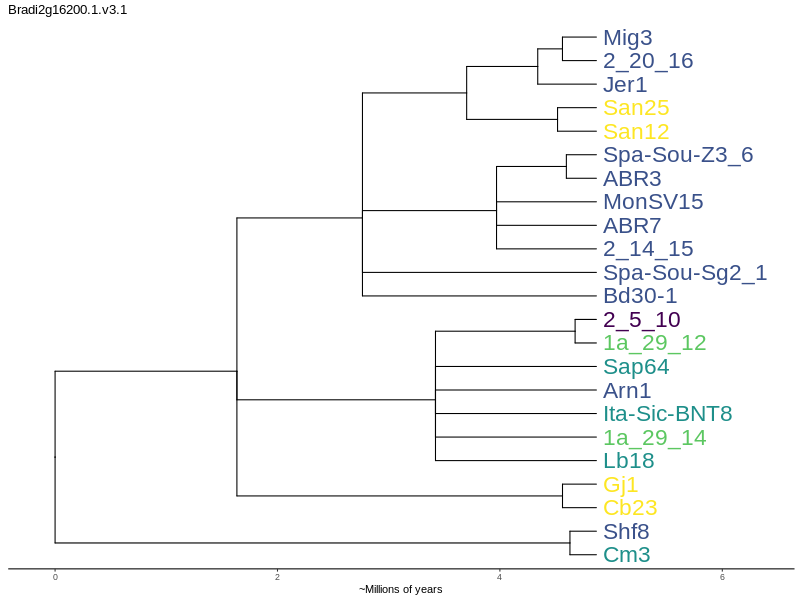 Bradi2g16200.1.v3.1
Mig3
2_20_16
Jer1
San25
San12
Spa-Sou-Z3_6
ABR3
MonSV15
ABR7
2_14_15
Spa-Sou-Sg2_1
Bd30-1
2_5_10
1a_29_12
Sap64
Arn1
Ita-Sic-BNT8
1a_29_14
Lb18
Gj1
Cb23
Shf8
Cm3
0 2 4 6
~Millions of years